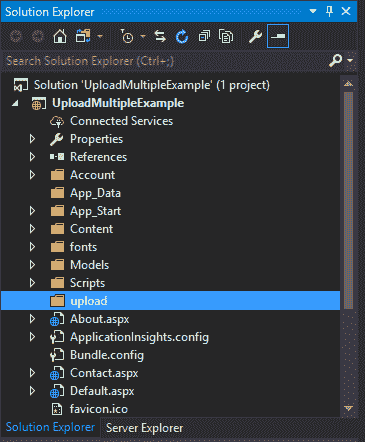 Solution Explorer
Search Solution Explorer (Ctrl+;)
Solution 'UploadMultipleExample' (1 project)
UploadMultipleExample
Connected Services
Properties
References
Account
App_Data
App_Start
Content
fonts
Models
Scripts
upload
About.aspx
ApplicationInsights.config
Bundle.config
Contact.aspx
Default.aspx
favicon.ico
Solution Explorer Server Explorer